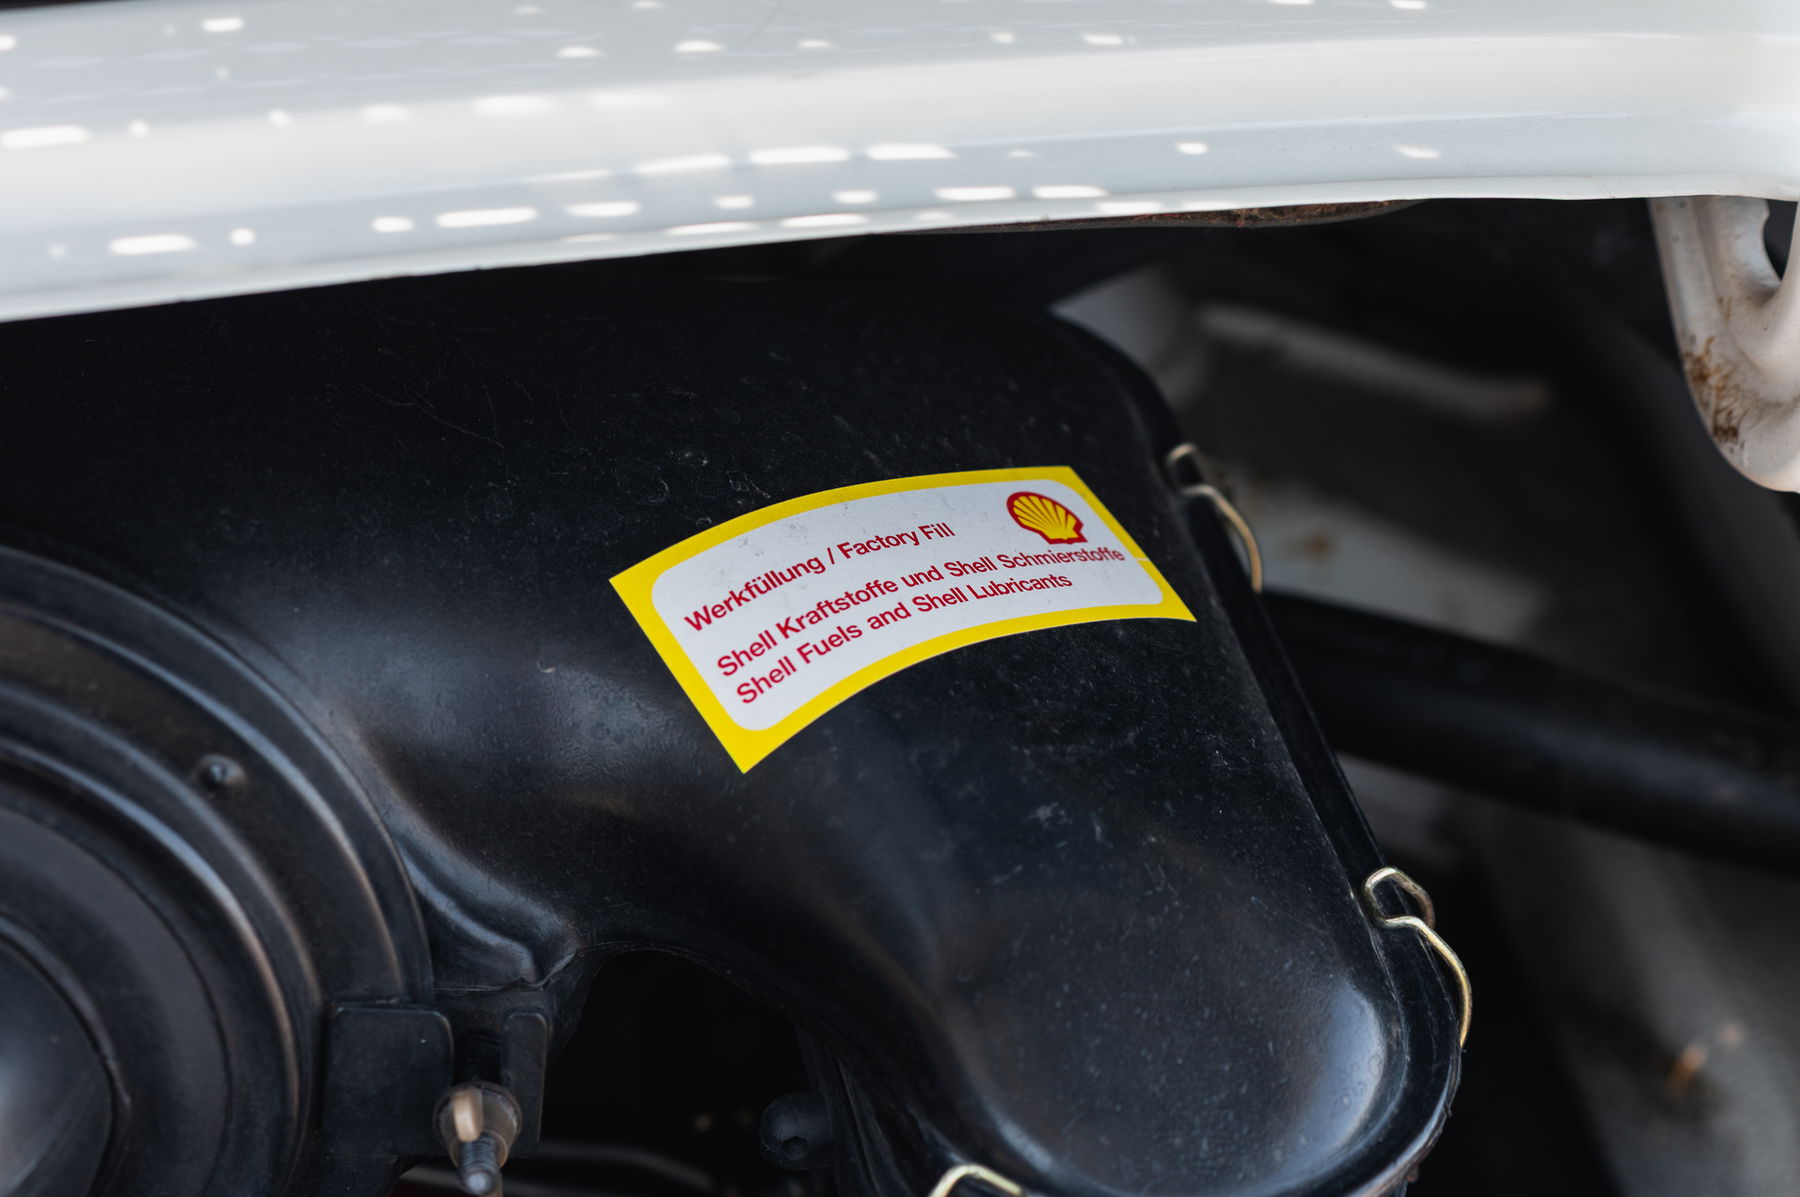 Werkfüllung / Factory Fill
Shell Kraftstoffe und Shell Schmierstoffe
Shell Fuels and Shell Lubricants